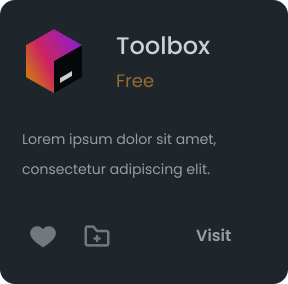 Toolbox
Free
Lorem ipsum dolor sit amet,
consectetur adipiscing elit.
Visit